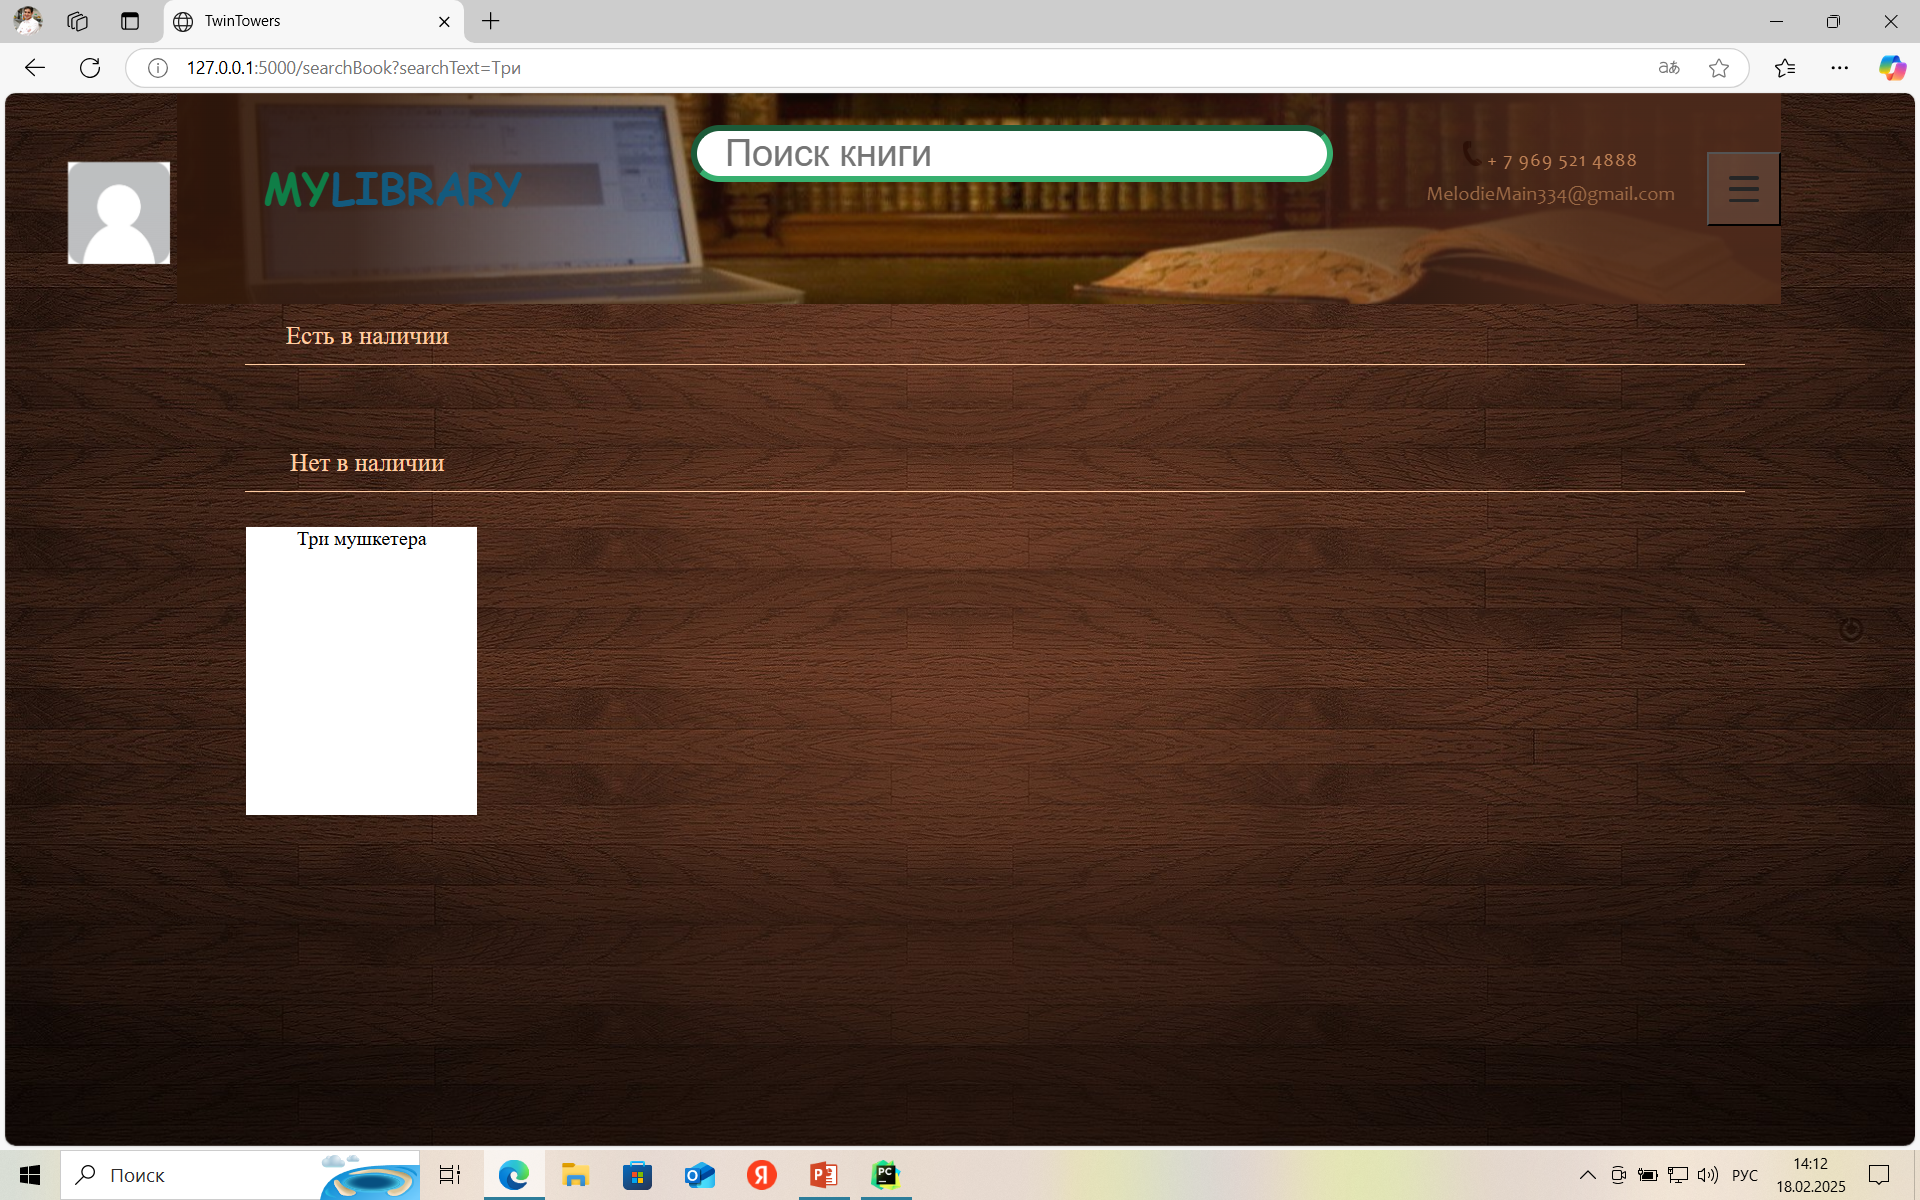 TwinTowers
127.0.0.1:5000/searchBook?searchText=Три
MYLIBRARY
Поиск книги
+ 7 969 521 4888
MelodieMain334@gmail.com
Есть в наличии
Нет в наличии
Три мушкетера
Поиск
РУС
14:12
18.02.2025